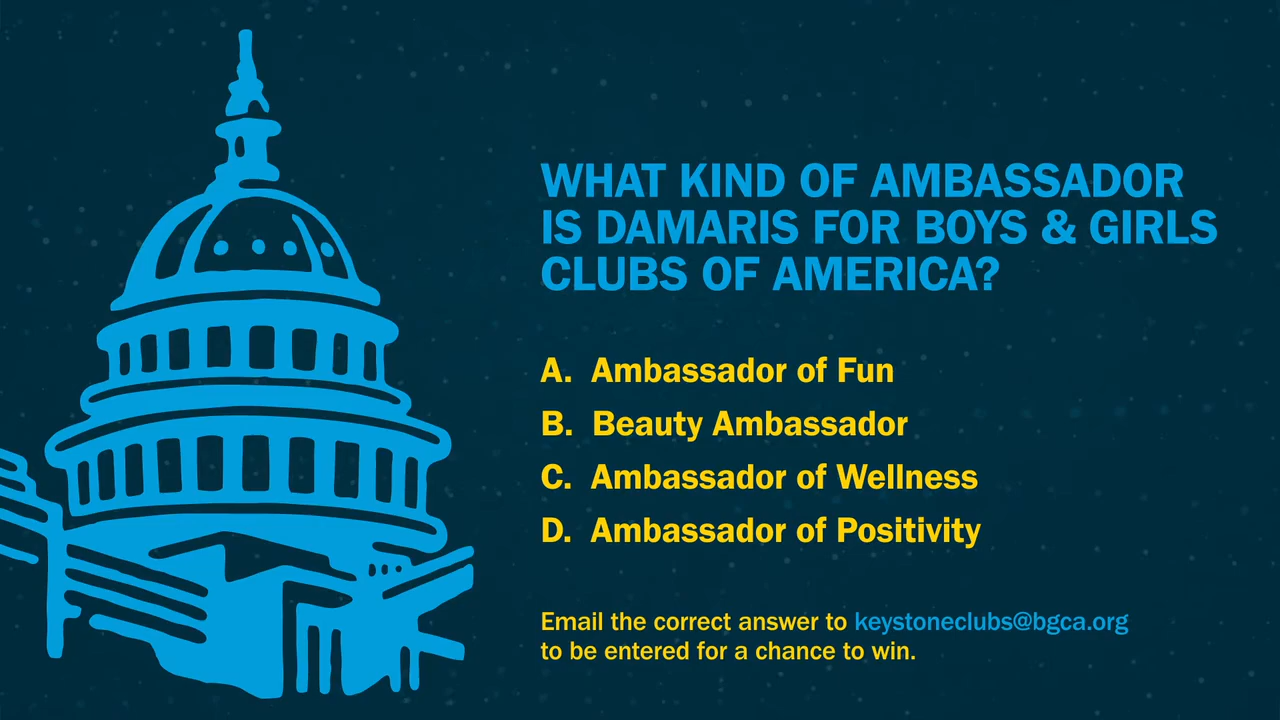 WHAT KIND OF AMBASSADOR
IS DAMARIS FOR BOYS & GIRLS
CLUBS OF AMERICA?
A. Ambassador of Fun
B. Beauty Ambassador
C. Ambassador of Wellness
D. Ambassador of Positivity
Email the correct answer to keystoneclubs@bgca.org
to be entered for a chance to win.